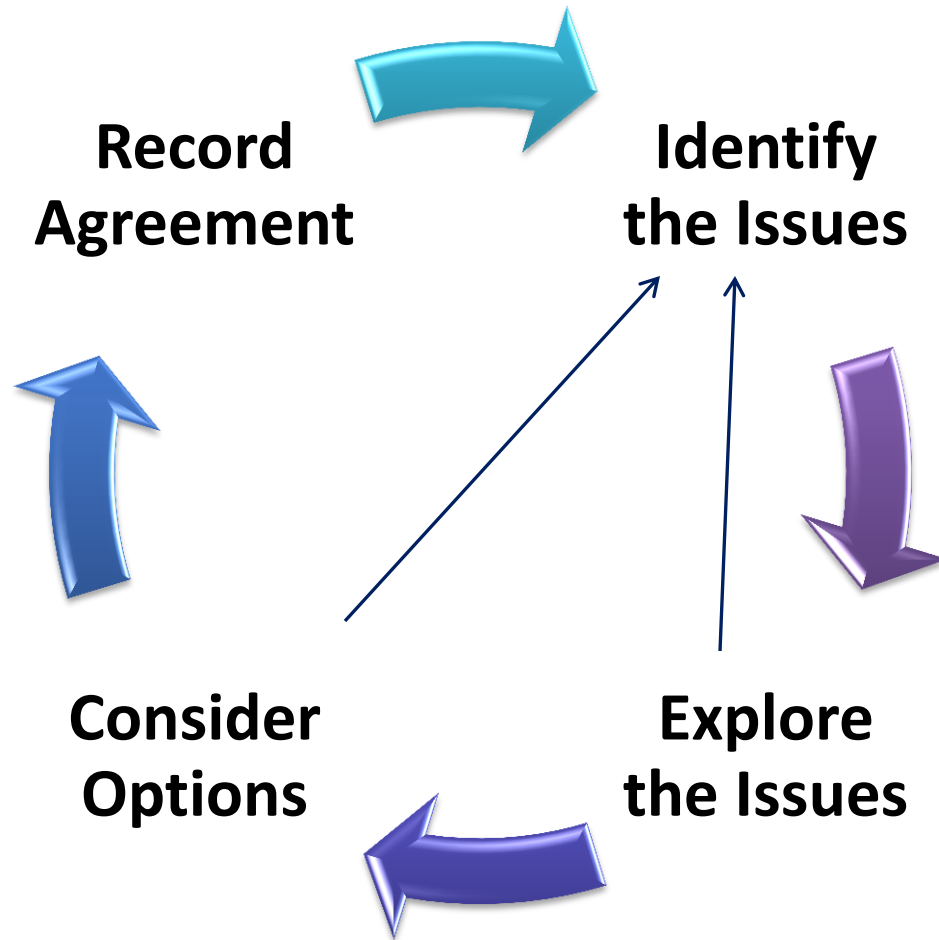 Record
Agreement
Identify
the Issues
Consider
Options
Explore
the Issues